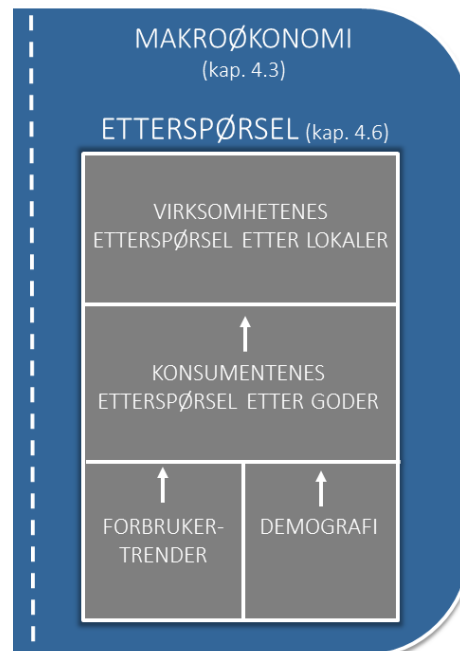 MAKROØKONOMI
(kap. 4.3)
ETTERSPØRSEL (kap. 4.6)
VIRKSOMHETENES
ETTERSPØRSEL ETTER LOKALER
KONSUMENTENES
ETTERSPØRSEL ETTER GODER
FORBRUKER-
TRENDER
DEMOGRAFI